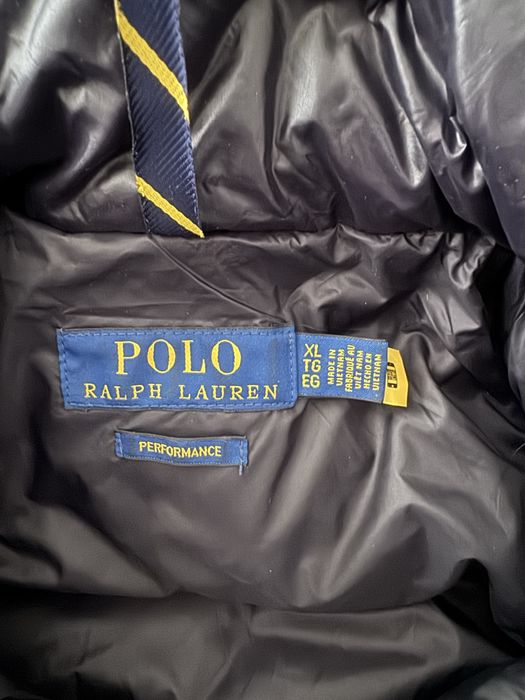 POLO
RALPH LAUREN
XL
TG
EG
MADE IN
VIETNAM
FABRIQUÉ AU
VIÊT NAM
HECHO EN
VIETNAM
PERFORMANCE